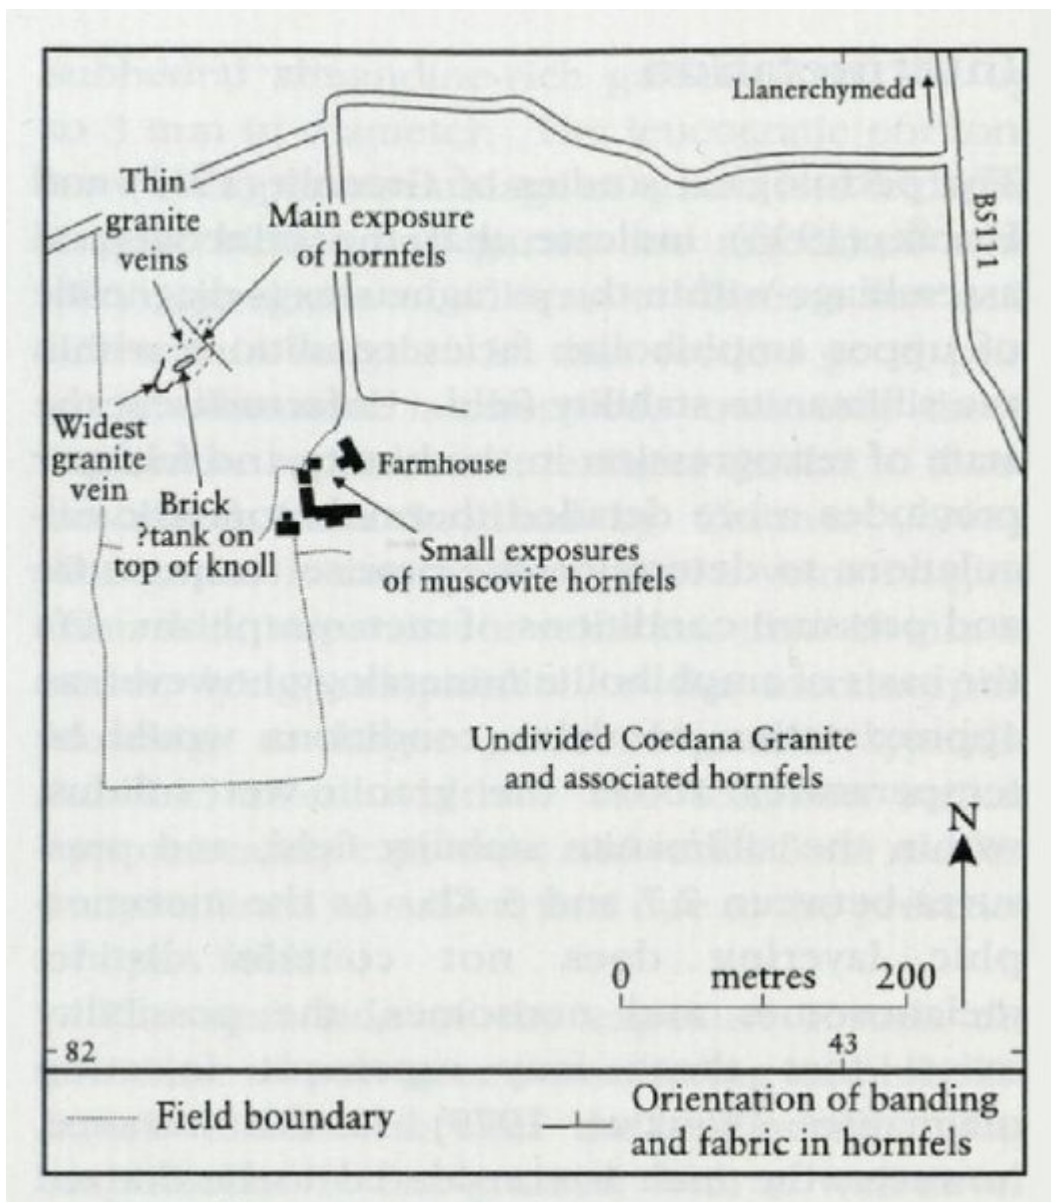 Llanerchymedd
B5111
Thin
granite
veins
Main exposure
of hornfels
Widest
granite
vein
Brick
?tank on
top of knoll
Farmhouse
Small exposures
of muscovite hornfels
Undivided Coedana Granite
and associated hornfels
N
0 metres 200
82
43
Field boundary
Orientation of banding
and fabric in hornfels